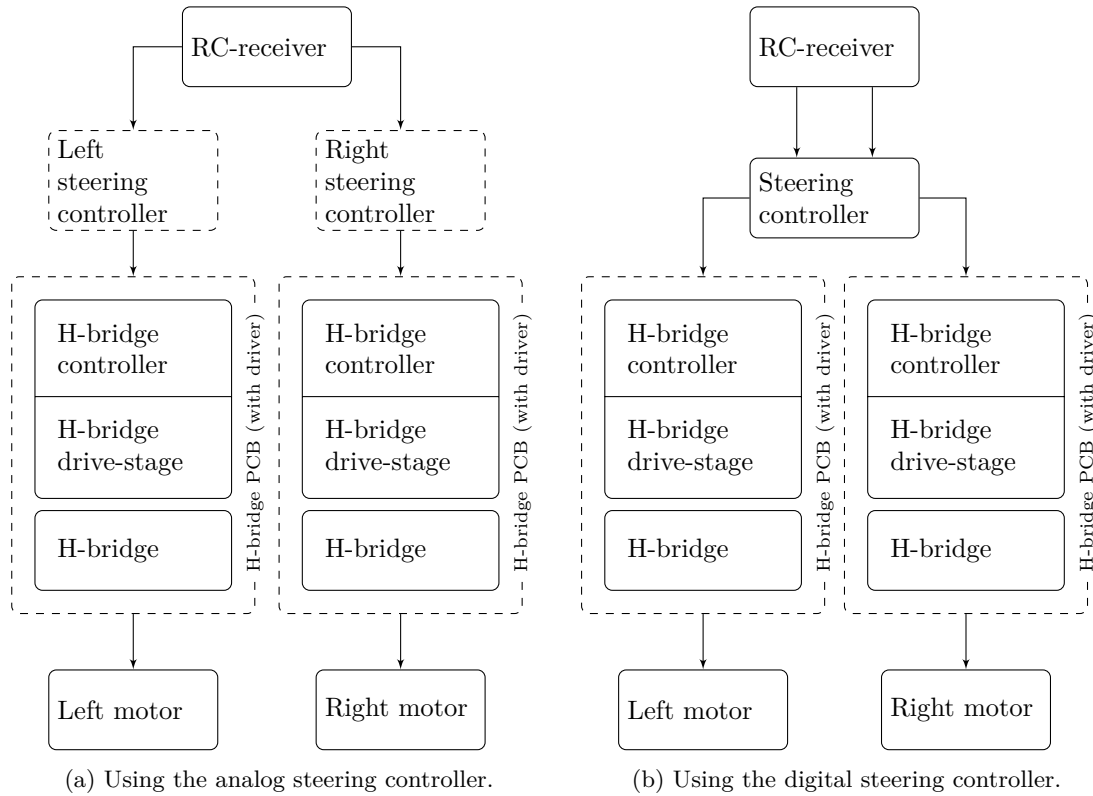 RC-receiver
Left
steering
controller
Right
steering
controller
H-bridge
controller
H-bridge
drive-stage
H-bridge
H-bridge PCB (with driver)
H-bridge
controller
H-bridge
drive-stage
H-bridge
H-bridge PCB (with driver)
Left motor
Right motor
(a) Using the analog steering controller.
RC-receiver
Steering
controller
H-bridge
controller
H-bridge
drive-stage
H-bridge
H-bridge PCB (with driver)
H-bridge
controller
H-bridge
drive-stage
H-bridge
H-bridge PCB (with driver)
Left motor
Right motor
(b) Using the digital steering controller.